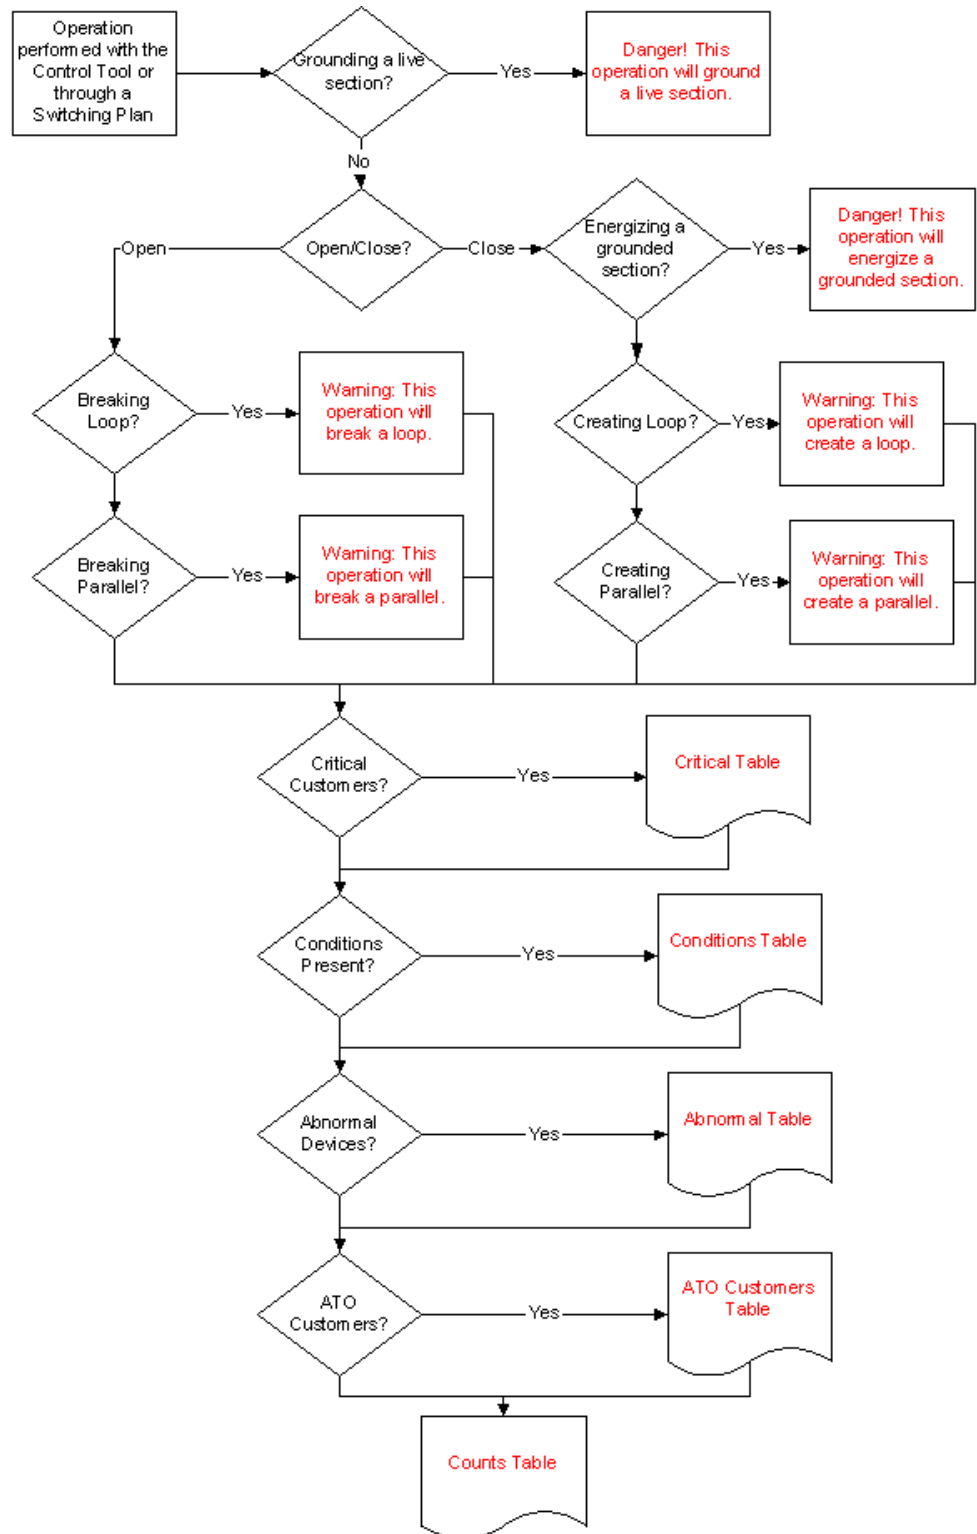 Operation
performed with the
Control Tool or
through a
Switching Plan
Grounding a live
section?
Yes
Danger! This
operation will ground
a live section.
No
Open/Close?
Open
Close
Energizing a
grounded
section?
Yes
Danger! This
operation will
energize a
grounded section.
Breaking
Loop?
Yes
Warning: This
operation will
break a loop.
Creating Loop?
Yes
Warning: This
operation will
create a loop.
Breaking
Parallel?
Yes
Warning: This
operation will
break a parallel.
Creating
Parallel?
Yes
Warning: This
operation will
create a parallel.
Critical
Customers?
Yes
Critical Table
Conditions
Present?
Yes
Conditions Table
Abnormal
Devices?
Yes
Abnormal Table
ATO
Customers?
Yes
ATO Customers
Table
Counts Table